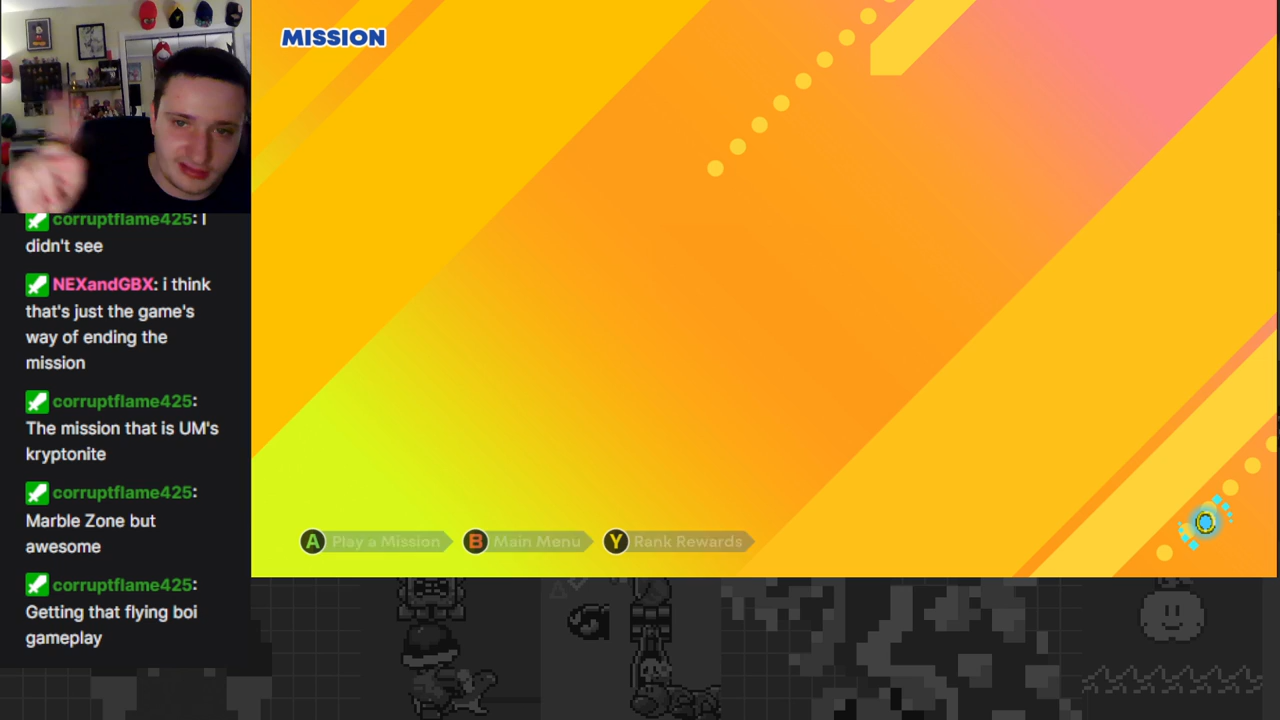 MISSION
corruptflame425: I
didn't see
NEXandGBX: i think
that's just the game's
way of ending the
mission
corruptflame425:
The mission that is UM's
kryptonite
corruptflame425:
Marble Zone but
awesome
corruptflame425:
Getting that flying boi
gameplay
A Play a Mission B Main Menu Y Rank Rewards